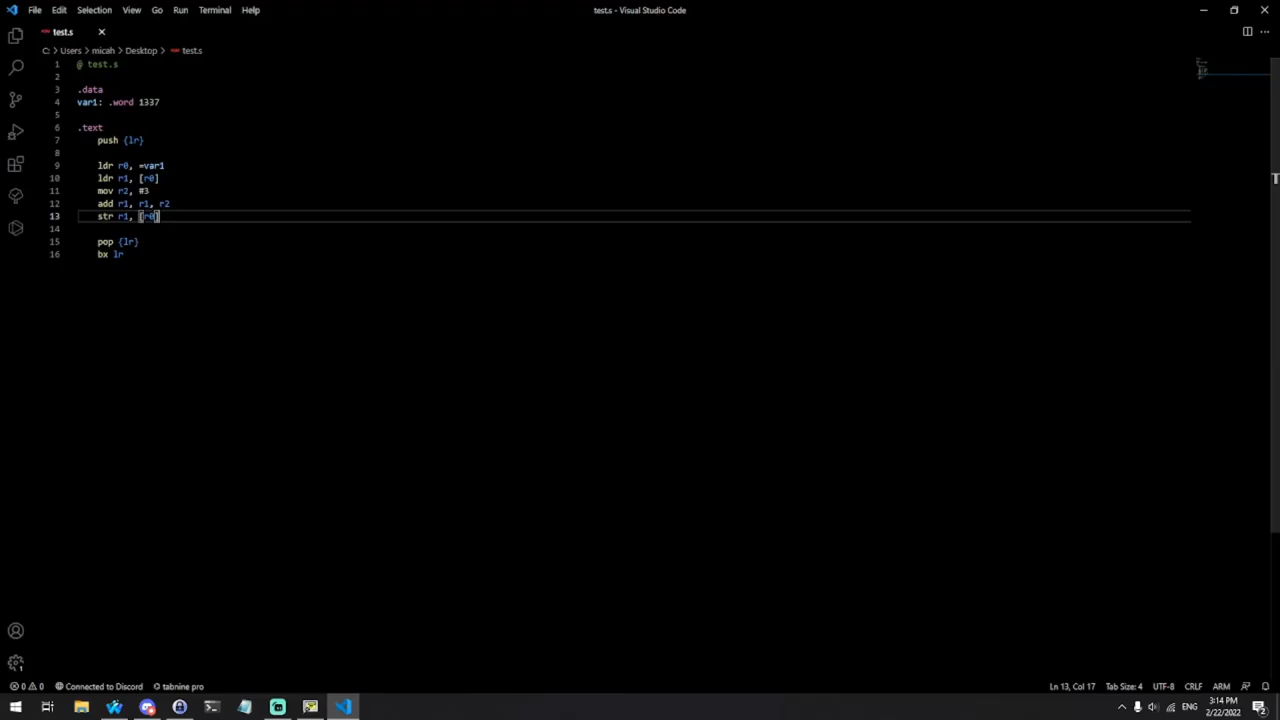 File Edit Selection View Go Run Terminal Help
test.s - Visual Studio Code
test.s
C: > Users > micah > Desktop > test.s
1 @ test.s
2
3 .data
4 var1: .word 1337
5
6 .text
7 push {lr}
8
9 ldr r0, =var1
10 ldr r1, [r0]
11 mov r2, #3
12 add r1, r1, r2
13 str r1, [r0]
14
15 pop {lr}
16 bx lr
0 0 Connected to Discord tabnine pro
Ln 13, Col 17 Tab Size: 4 UTF-8 CRLF ARM
ENG
3:14 PM
2/22/2022
2